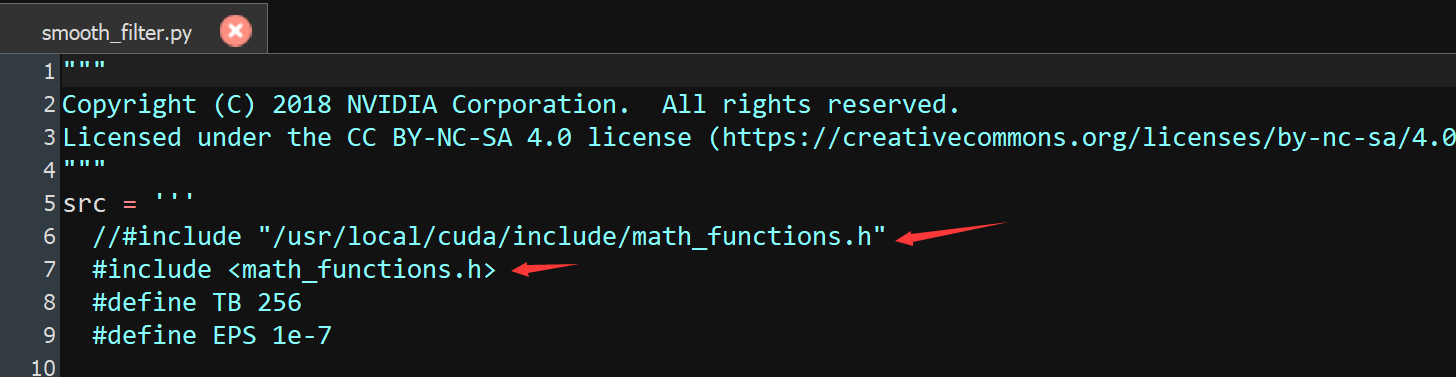 smooth_filter.py
1 """
2 Copyright (C) 2018 NVIDIA Corporation.  All rights reserved.
3 Licensed under the CC BY-NC-SA 4.0 license (https://creativecommons.org/licenses/by-nc-sa/4.0
4 """
5 src = '''
6   //#include "/usr/local/cuda/include/math_functions.h"
7   #include <math_functions.h>
8   #define TB 256
9   #define EPS 1e-7
10